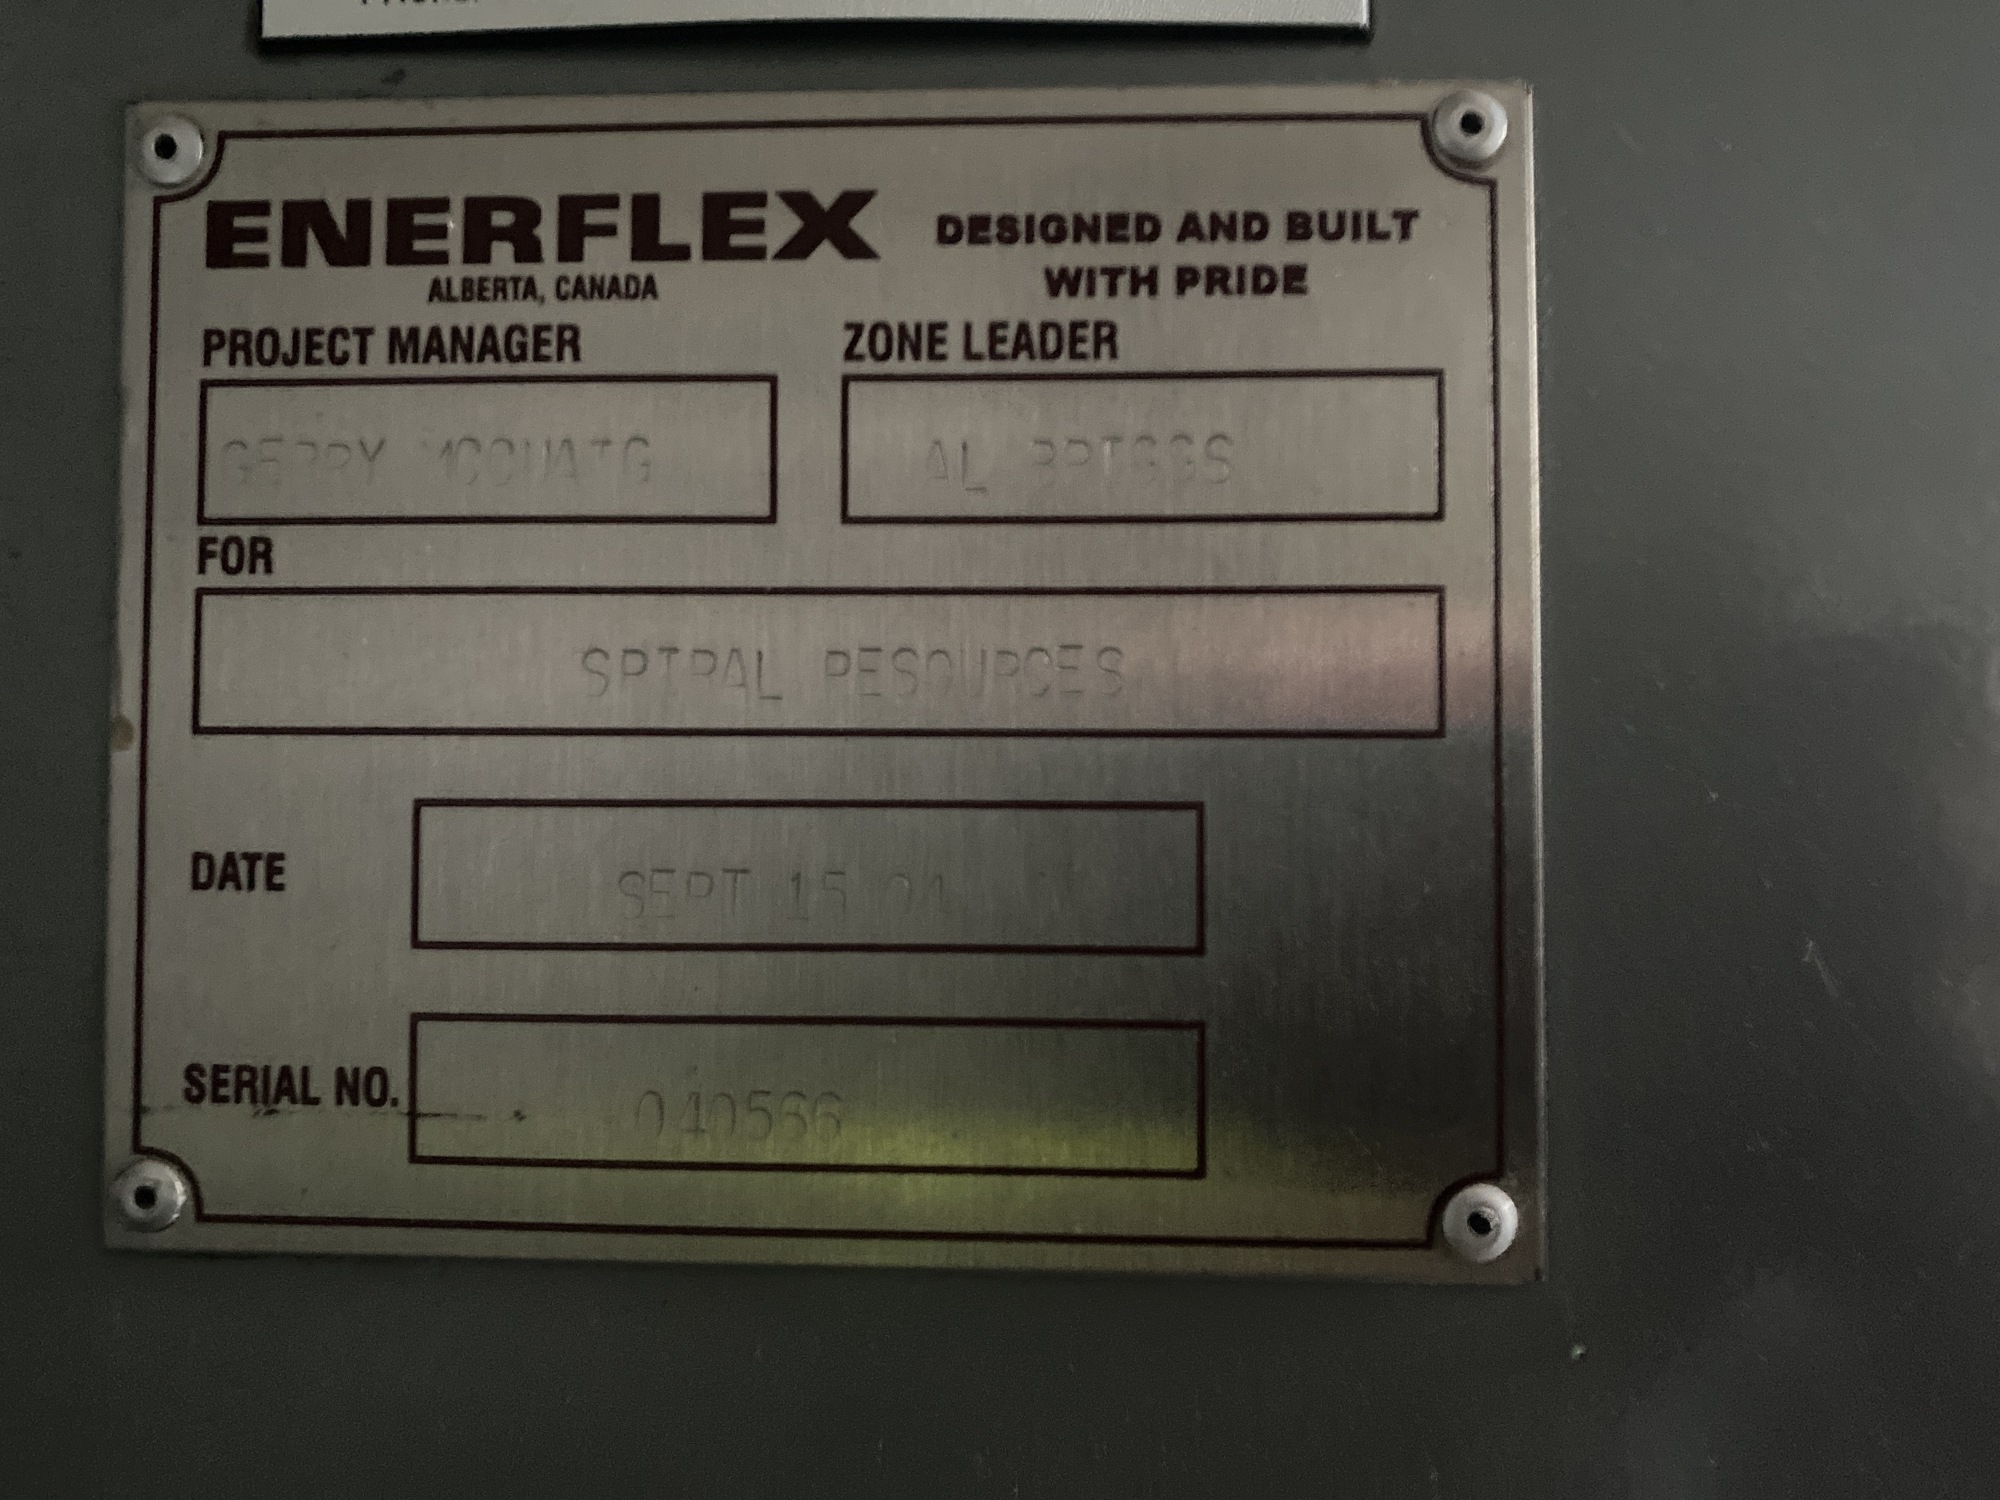 ENERFLEX
ALBERTA, CANADA
DESIGNED AND BUILT
WITH PRIDE
PROJECT MANAGER
ZONE LEADER
GERRY MCQUAIG
AL BRIGGS
FOR
SPIRAL RESOURCES
DATE
SEPT 15 04
SERIAL NO.
040566